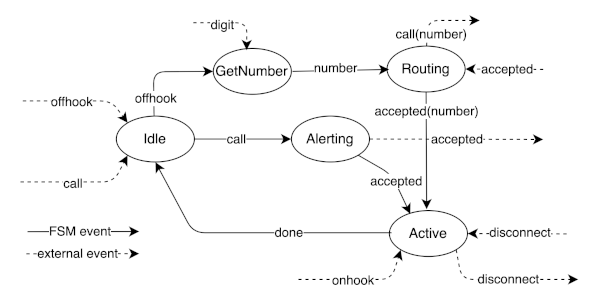 digit
call(number)
GetNumber
number
Routing
accepted
offhook
offhook
accepted(number)
Idle
call
Alerting
accepted
call
accepted
FSM event
done
Active
disconnect
external event
onhook
disconnect